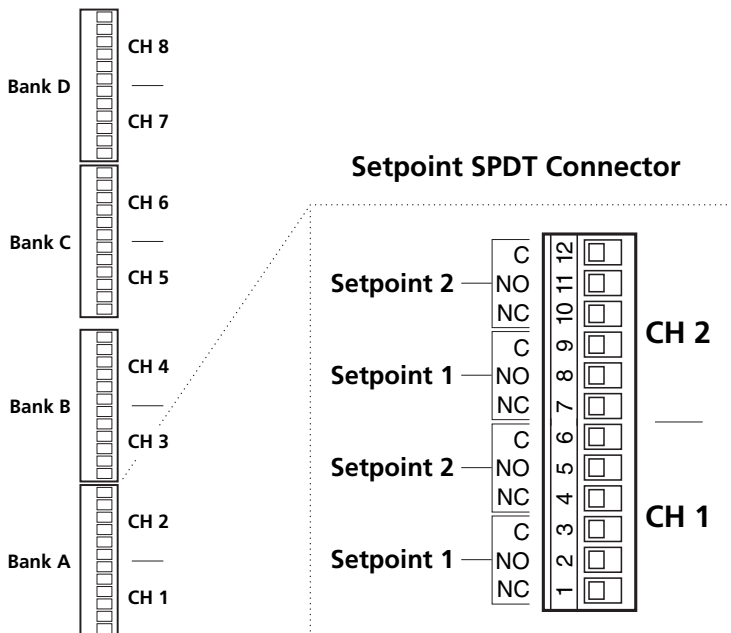 CH 8
Bank D
CH 7
CH 6
Bank C
CH 5
CH 4
Bank B
CH 3
CH 2
Bank A
CH 1
Setpoint SPDT Connector
C 12
Setpoint 2 NO 11
NC 10
CH 2
C 9
Setpoint 1 NO 8
NC 7
C 6
Setpoint 2 NO 5
NC 4
CH 1
C 3
Setpoint 1 NO 2
NC 1